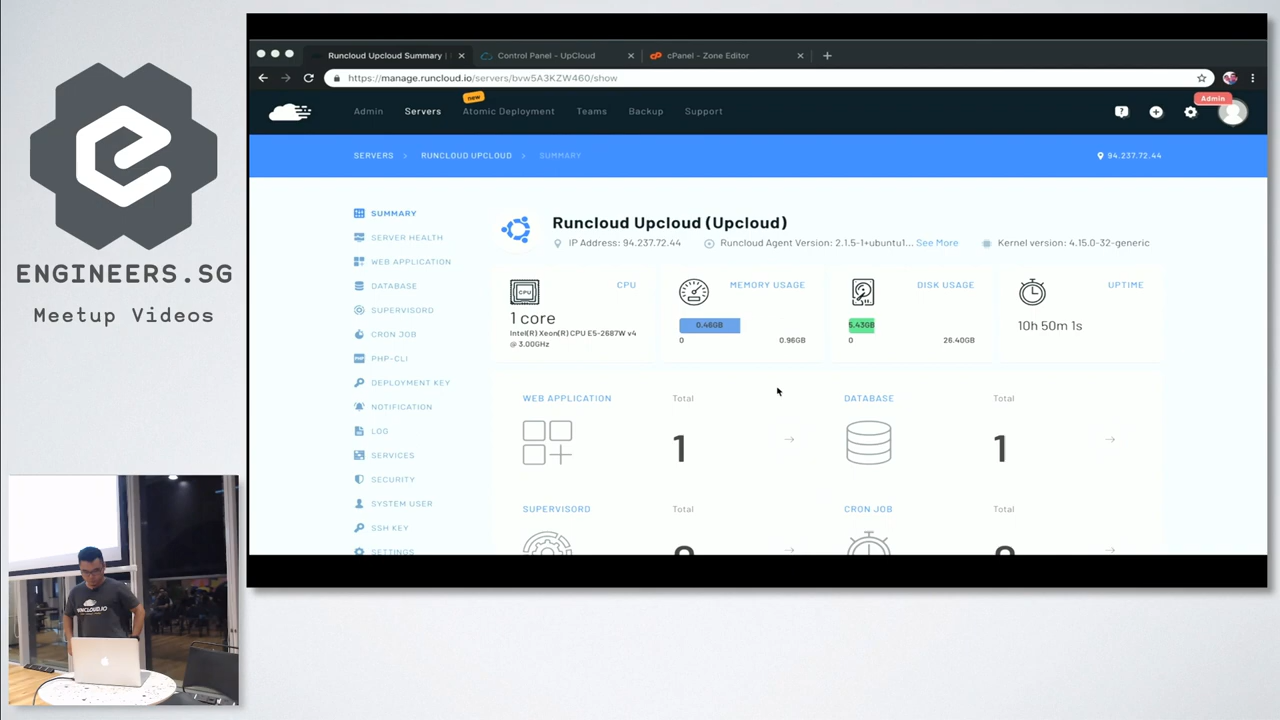 ENGINEERS.SG
Meetup Videos
RUNCLOUD.IO
Runcloud Upcloud Summary |
Control Panel - UpCloud
cPanel - Zone Editor
https://manage.runcloud.io/servers/bvw5A3KZW460/show
Admin
Servers
new
Atomic Deployment
Teams
Backup
Support
Admin
SERVERS > RUNCLOUD UPCLOUD > SUMMARY
94.237.72.44
SUMMARY
SERVER HEALTH
WEB APPLICATION
DATABASE
SUPERVISORD
CRON JOB
PHP-CLI
DEPLOYMENT KEY
NOTIFICATION
LOG
SERVICES
SECURITY
SYSTEM USER
SSH KEY
SETTINGS
Runcloud Upcloud (Upcloud)
IP Address: 94.237.72.44
Runcloud Agent Version: 2.1.5-1+ubuntu1... See More
Kernel version: 4.15.0-32-generic
CPU
CPU
1 core
Intel(R) Xeon(R) CPU E5-2687W v4
@ 3.00GHz
MEMORY USAGE
0.46GB
0
0.96GB
DISK USAGE
5.43GB
0
26.40GB
UPTIME
10h 50m 1s
WEB APPLICATION
Total
1
DATABASE
Total
1
SUPERVISORD
Total
CRON JOB
Total